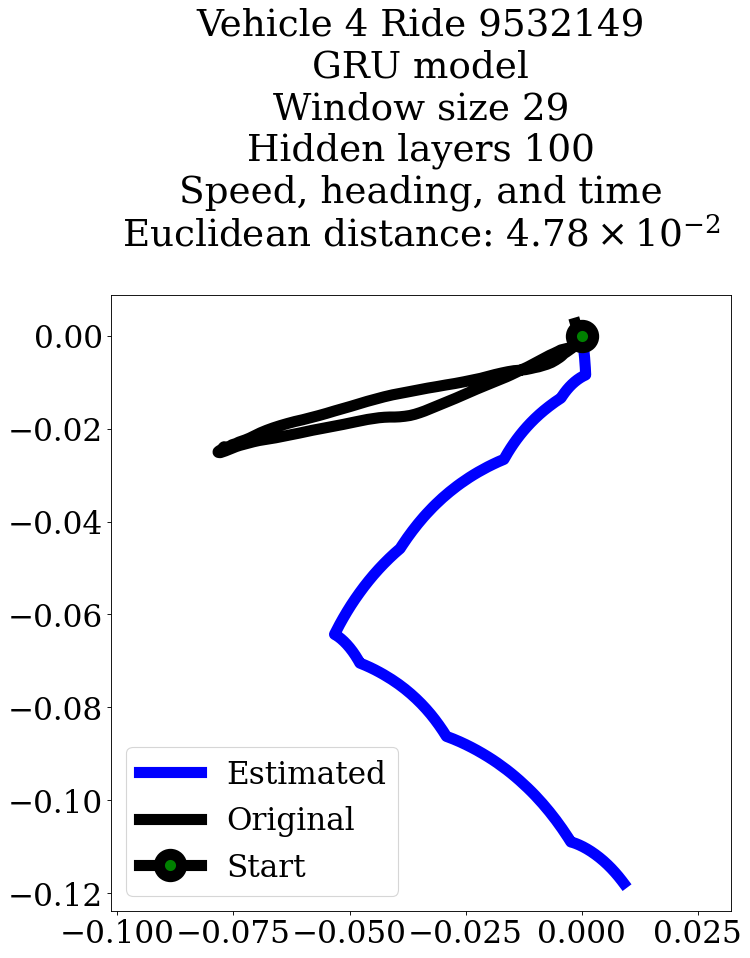 Vehicle 4 Ride 9532149
GRU model
Window size 29
Hidden layers 100
Speed, heading, and time
Euclidean distance: 4.78 × 10⁻²
0.00
−0.02
−0.04
−0.06
−0.08
−0.10
−0.12
Estimated
Original
Start
−0.100 −0.075 −0.050 −0.025 0.000 0.025